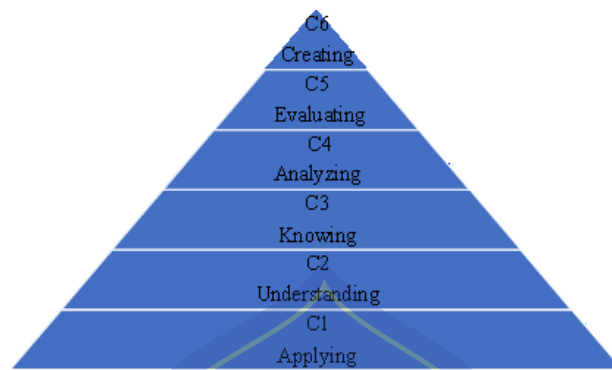 C6
Creating
C5
Evaluating
C4
Analyzing
C3
Knowing
C2
Understanding
C1
Applying